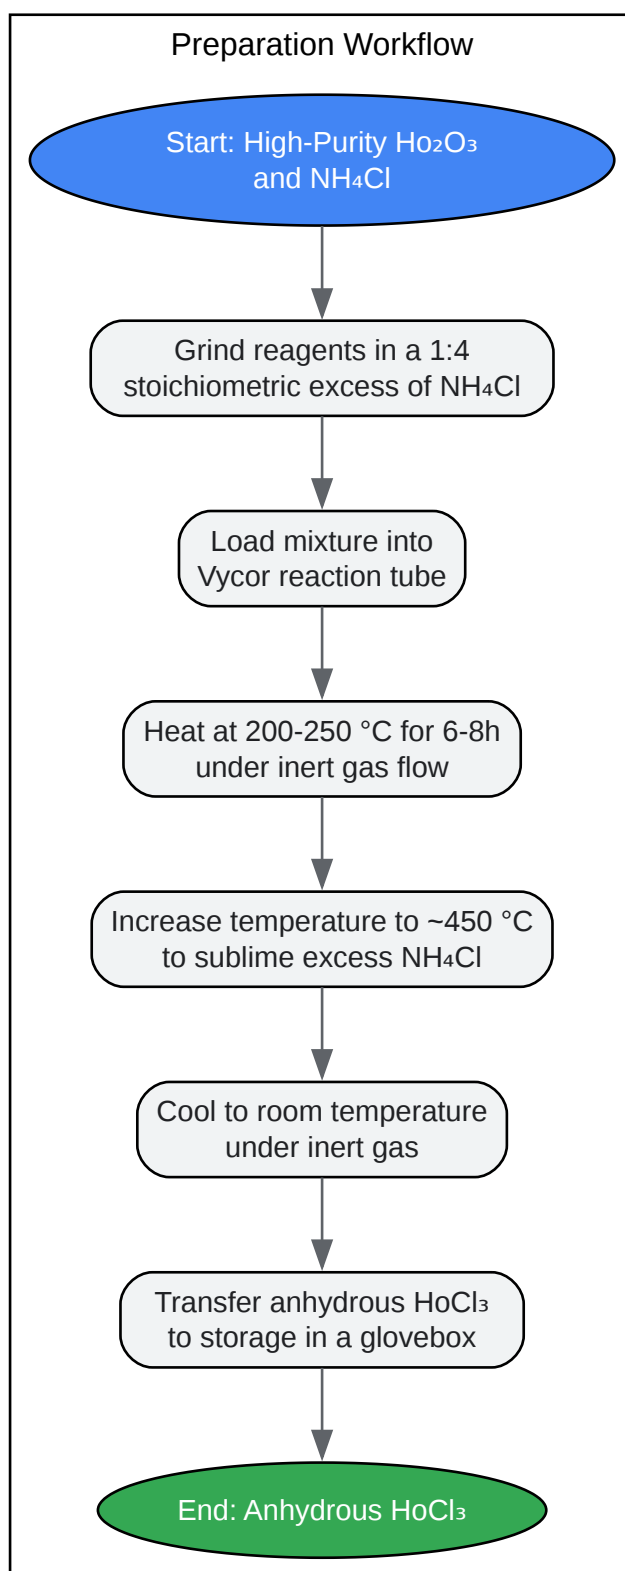 Preparation Workflow
Start: High-Purity Ho₂O₃
and NH₄Cl
Grind reagents in a 1:4
stoichiometric excess of NH₄Cl
Load mixture into
Vycor reaction tube
Heat at 200-250 °C for 6-8h
under inert gas flow
Increase temperature to ~450 °C
to sublime excess NH₄Cl
Cool to room temperature
under inert gas
Transfer anhydrous HoCl₃
to storage in a glovebox
End: Anhydrous HoCl₃